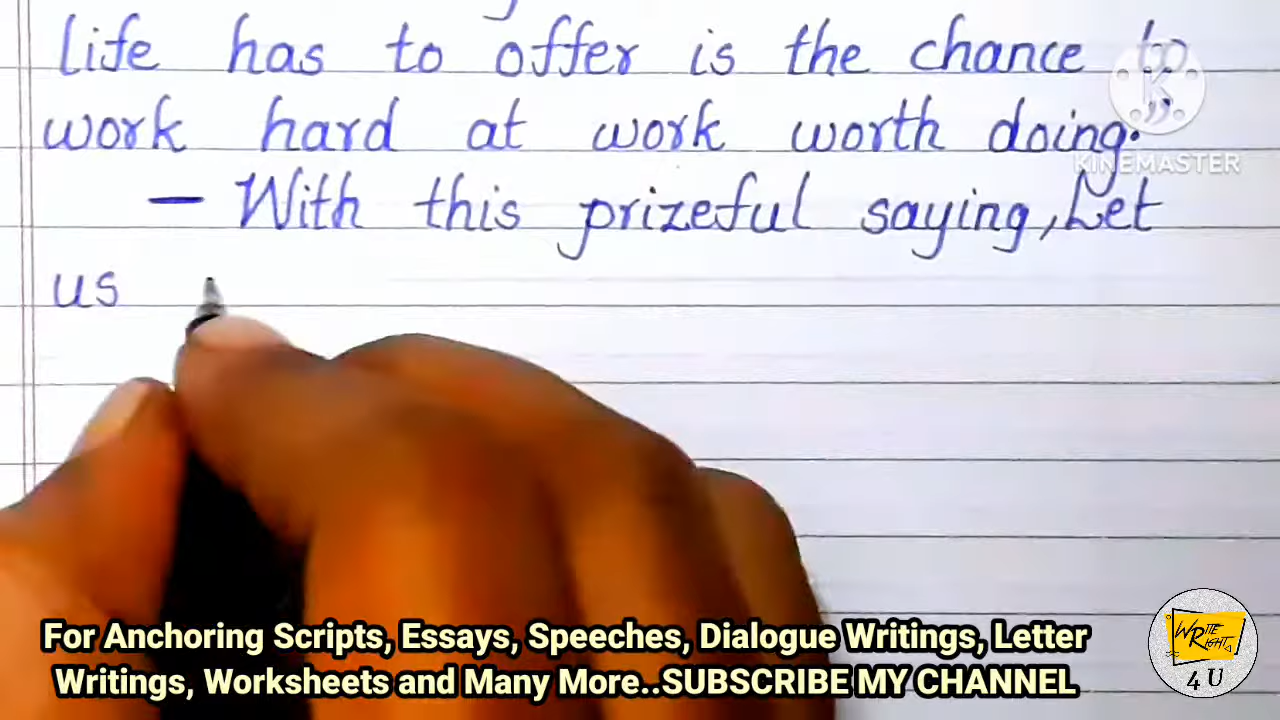 life has to offer is the chance to
work hard at work worth doing."
— With this prizeful saying, Let
us
KINEMASTER
For Anchoring Scripts, Essays, Speeches, Dialogue Writings, Letter
Writings, Worksheets and Many More..SUBSCRIBE MY CHANNEL
WRITE
RIGHT
4 U